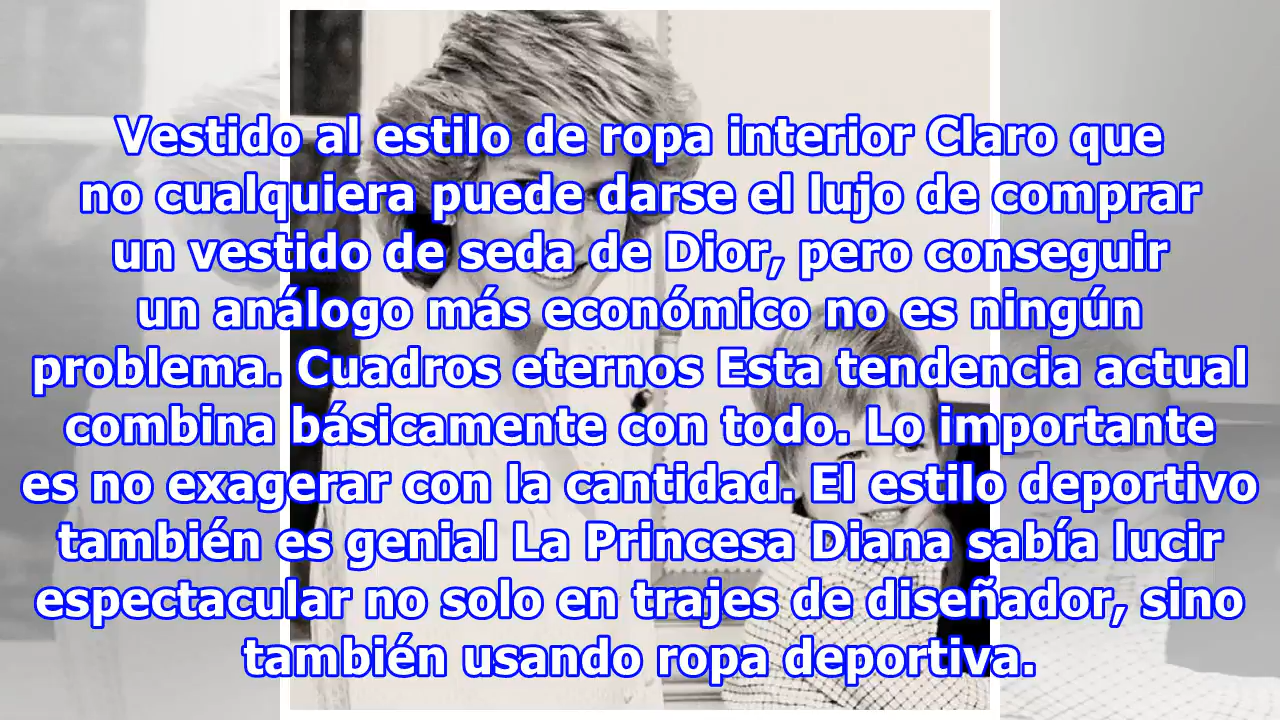 Vestido al estilo de ropa interior Claro que
no cualquiera puede darse el lujo de comprar
un vestido de seda de Dior, pero conseguir
un análogo más económico no es ningún
problema. Cuadros eternos Esta tendencia actual
combina básicamente con todo. Lo importante
es no exagerar con la cantidad. El estilo deportivo
también es genial La Princesa Diana sabía lucir
espectacular no solo en trajes de diseñador, sino
también usando ropa deportiva.